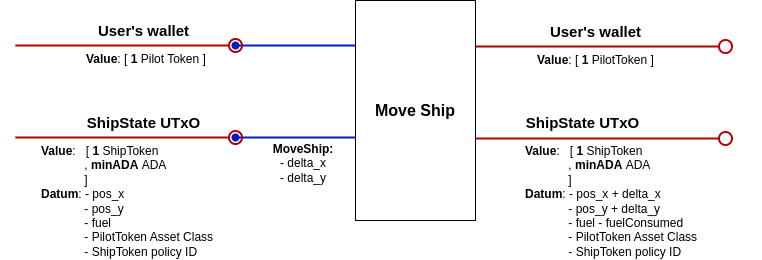 User's wallet
Value: [ 1 Pilot Token ]
ShipState UTxO
Value: [ 1 ShipToken
, minADA ADA
]
Datum: - pos_x
- pos_y
- fuel
- PilotToken Asset Class
- ShipToken policy ID
MoveShip:
- delta_x
- delta_y
Move Ship
User's wallet
Value: [ 1 PilotToken ]
ShipState UTxO
Value: [ 1 ShipToken
, minADA ADA
]
Datum: - pos_x + delta_x
- pos_y + delta_y
- fuel - fuelConsumed
- PilotToken Asset Class
- ShipToken policy ID